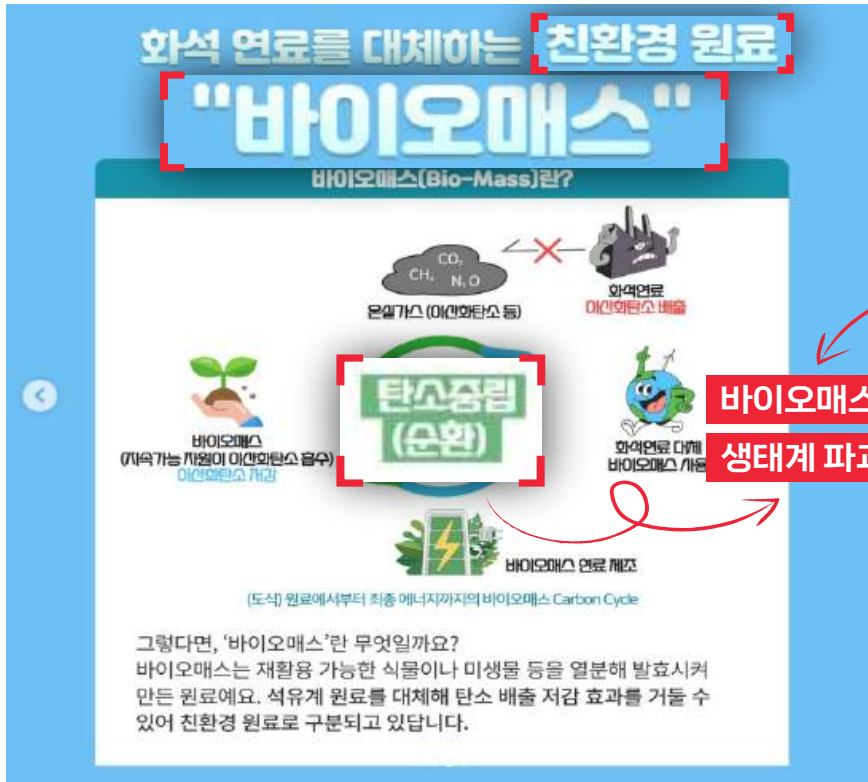 화석 연료를 대체하는 친환경 원료
"바이오매스"
바이오매스(Bio-Mass)란?
CO₂
CH₄ N₂O
온실가스 (이산화탄소 등)
화석연료
이산화탄소 배출
탄소중립
(순환)
바이오매스
(지속가능 자원이 이산화탄소 흡수)
이산화탄소 저감
화석연료 대체
바이오매스 사용
바이오매스
생태계
바이오매스 연료 제조
(도식) 원료에서부터 최종 에너지까지의 바이오매스 Carbon Cycle
그렇다면, ‘바이오매스’란 무엇일까요?
바이오매스는 재활용 가능한 식물이나 미생물 등을 열분해 발효시켜
만든 원료예요. 석유계 원료를 대체해 탄소 배출 저감 효과를 거둘 수
있어 친환경 원료로 구분되고 있답니다.